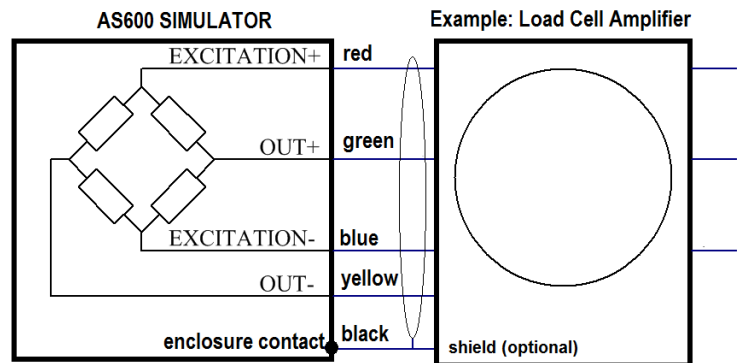 AS600 SIMULATOR
Example: Load Cell Amplifier
EXCITATION+ red
OUT+ green
EXCITATION- blue
OUT- yellow
enclosure contact black
shield (optional)